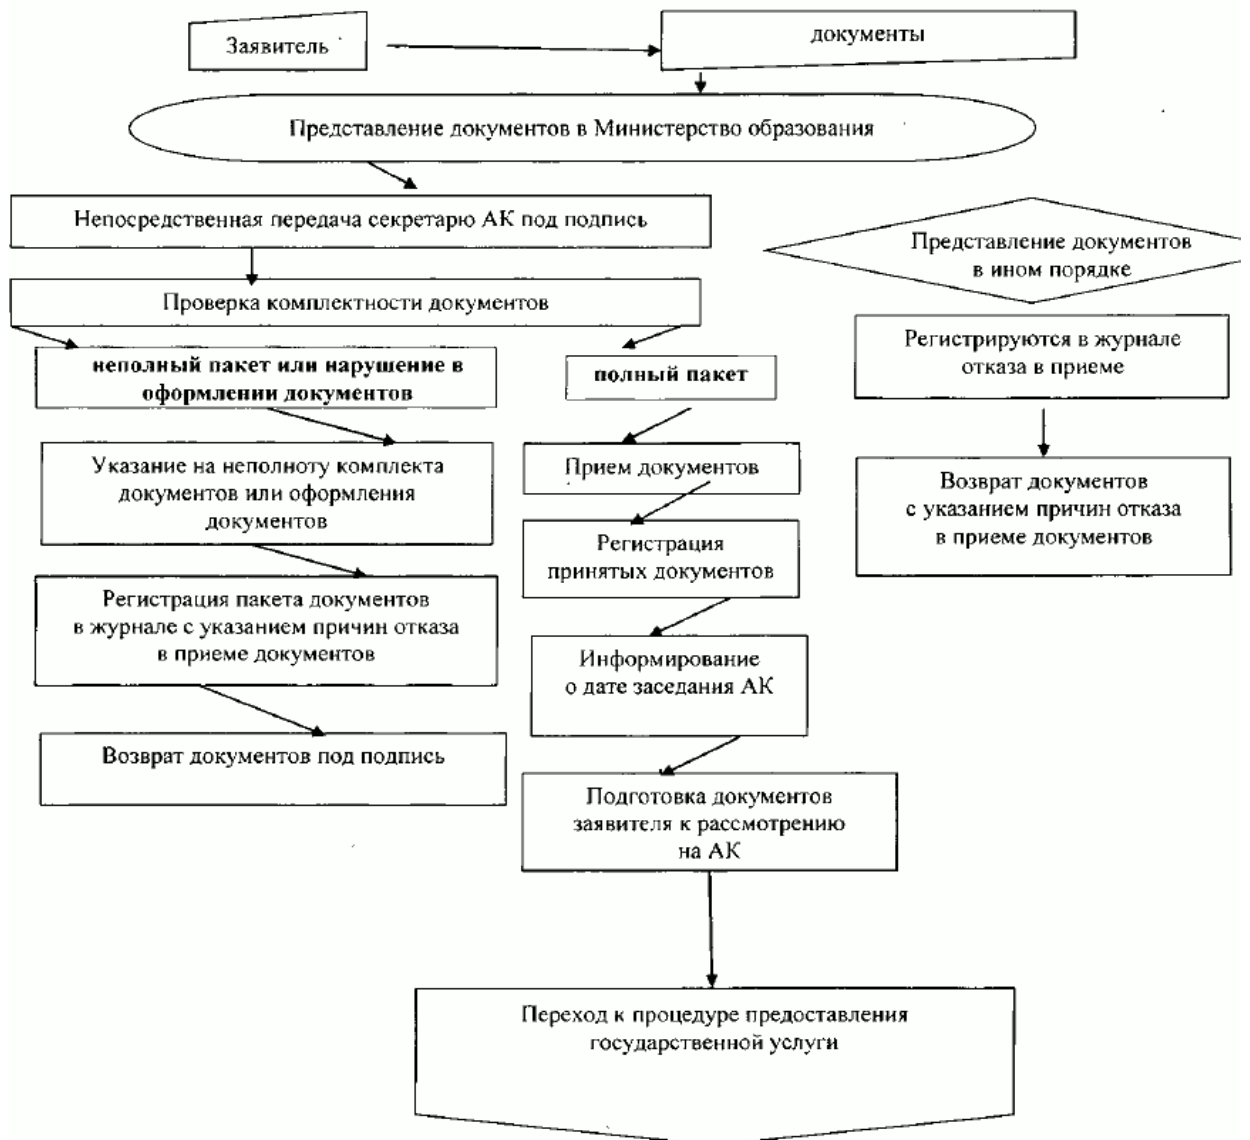 Заявитель
документы
Представление документов в Министерство образования
Непосредственная передача секретарю АК под подпись
Представление документов
в ином порядке
Проверка комплектности документов
неполный пакет или нарушение в
оформлении документов
полный пакет
Регистрируются в журнале
отказа в приеме
Указание на неполноту комплекта
документов или оформления
документов
Прием документов
Возврат документов
с указанием причин отказа
в приеме документов
Регистрация
принятых документов
Регистрация пакета документов
в журнале с указанием причин отказа
в приеме документов
Информирование
о дате заседания АК
Возврат документов под подпись
Подготовка документов
заявителя к рассмотрению
на АК
Переход к процедуре предоставления
государственной услуги